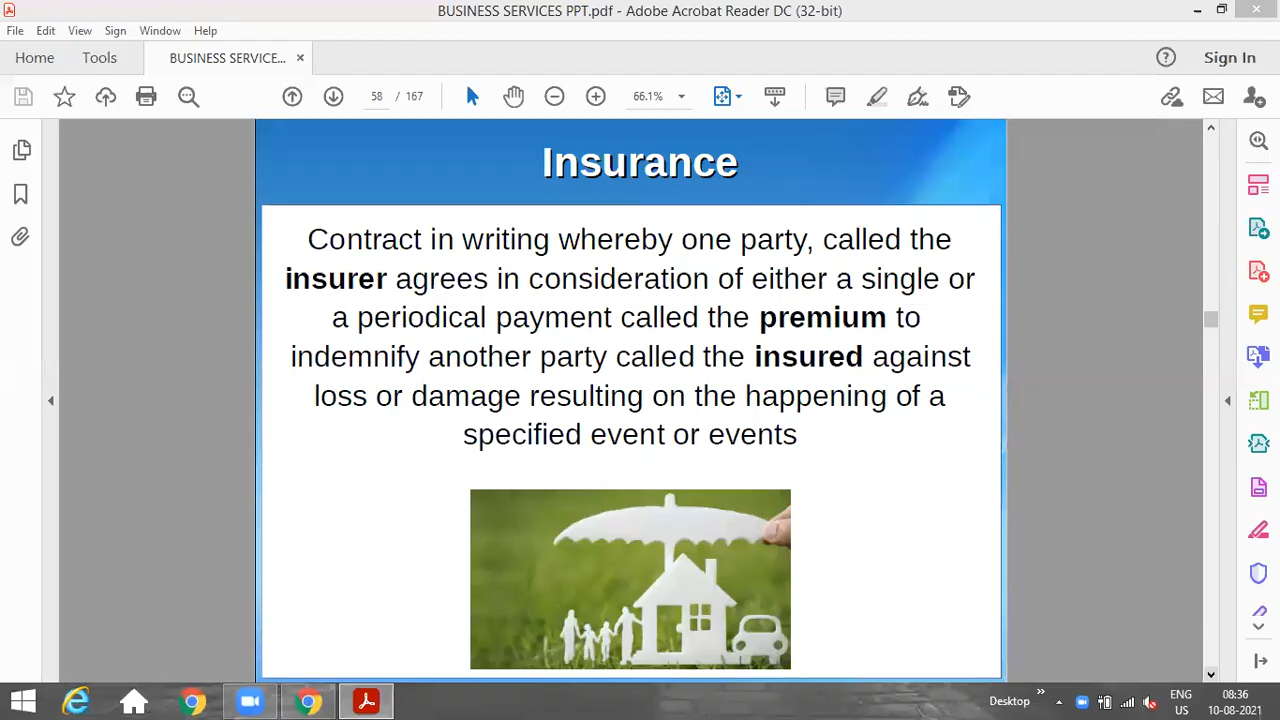 BUSINESS SERVICES PPT.pdf - Adobe Acrobat Reader DC (32-bit)
File Edit View Sign Window Help
Home Tools BUSINESS SERVICE... × Sign In
58 / 167 66.1%
Insurance
Contract in writing whereby one party, called the
insurer agrees in consideration of either a single or
a periodical payment called the premium to
indemnify another party called the insured against
loss or damage resulting on the happening of a
specified event or events
Desktop » ENG 08:36
US 10-08-2021